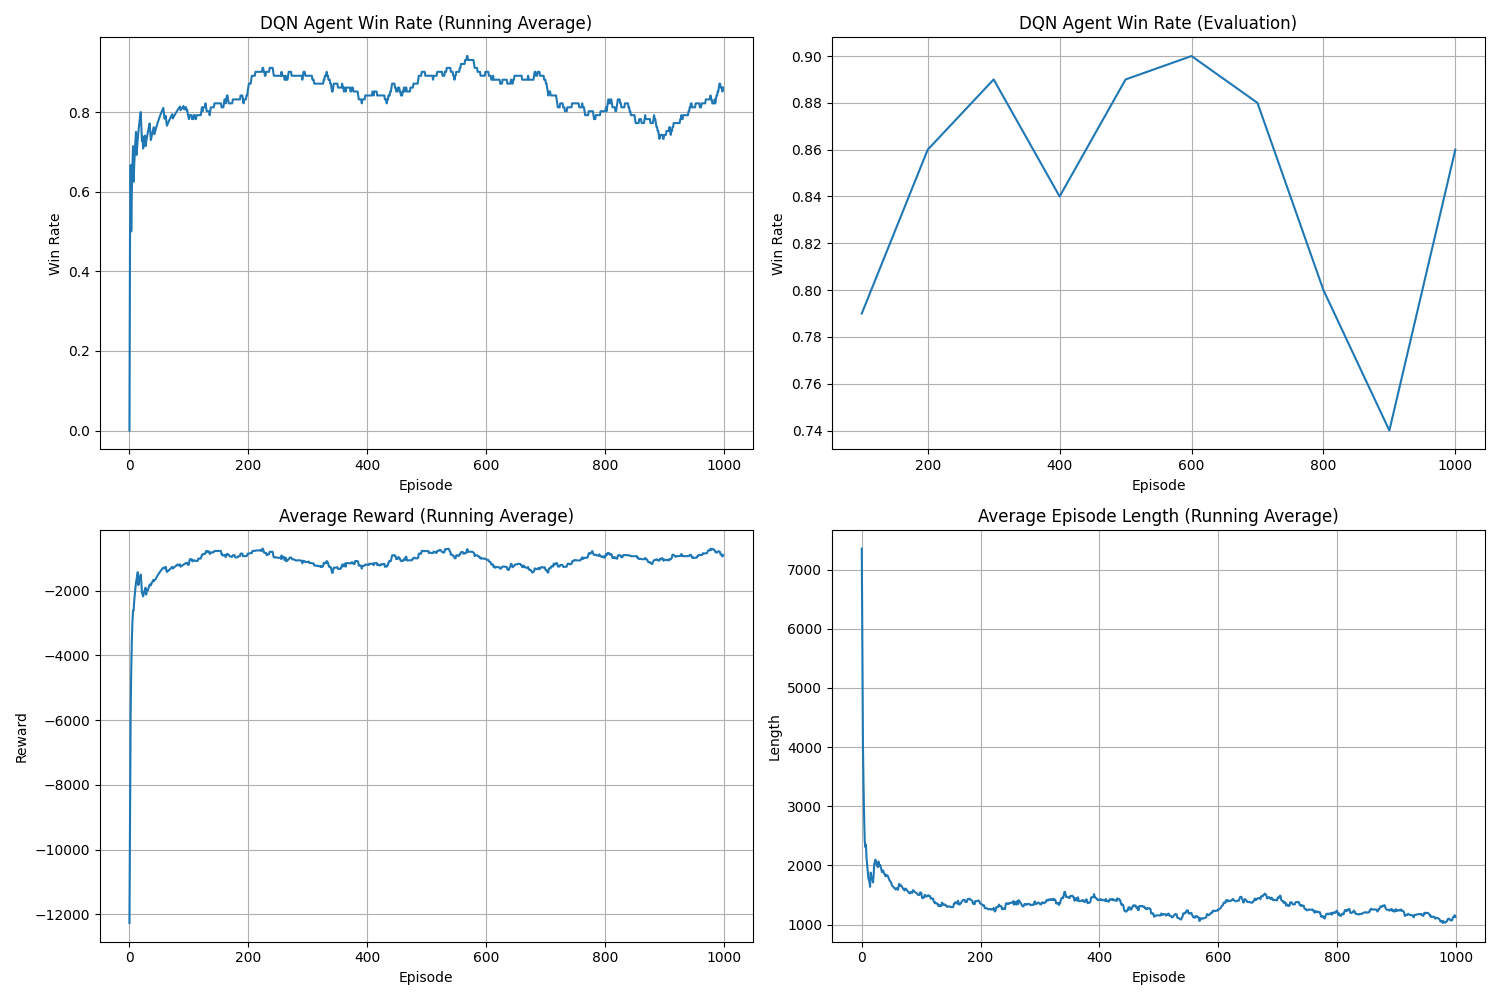 DQN Agent Win Rate (Running Average)
Win Rate
0.8
0.6
0.4
0.2
0.0
0 200 400 600 800 1000
Episode
DQN Agent Win Rate (Evaluation)
Win Rate
0.90
0.88
0.86
0.84
0.82
0.80
0.78
0.76
0.74
200 400 600 800 1000
Episode
Average Reward (Running Average)
Reward
−2000
−4000
−6000
−8000
−10000
−12000
0 200 400 600 800 1000
Episode
Average Episode Length (Running Average)
Length
7000
6000
5000
4000
3000
2000
1000
0 200 400 600 800 1000
Episode